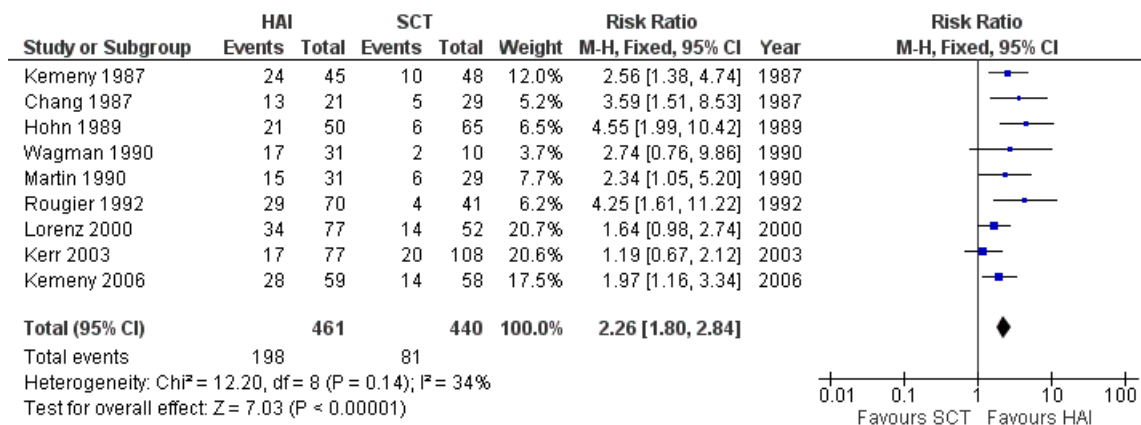 HAI SCT Risk Ratio Risk Ratio
Study or Subgroup Events Total Events Total Weight M-H, Fixed, 95% CI Year M-H, Fixed, 95% CI
Kemeny 1987 24 45 10 48 12.0% 2.56 [1.38, 4.74] 1987
Chang 1987 13 21 5 29 5.2% 3.59 [1.51, 8.53] 1987
Hohn 1989 21 50 6 65 6.5% 4.55 [1.99, 10.42] 1989
Wagman 1990 17 31 2 10 3.7% 2.74 [0.76, 9.86] 1990
Martin 1990 15 31 6 29 7.7% 2.34 [1.05, 5.20] 1990
Rougier 1992 29 70 4 41 6.2% 4.25 [1.61, 11.22] 1992
Lorenz 2000 34 77 14 52 20.7% 1.64 [0.98, 2.74] 2000
Kerr 2003 17 77 20 108 20.6% 1.19 [0.67, 2.12] 2003
Kemeny 2006 28 59 14 58 17.5% 1.97 [1.16, 3.34] 2006
Total (95% CI) 461 440 100.0% 2.26 [1.80, 2.84]
Total events 198 81
Heterogeneity: Chi² = 12.20, df = 8 (P = 0.14); I² = 34%
Test for overall effect: Z = 7.03 (P < 0.00001)
0.01 0.1 1 10 100
Favours SCT Favours HAI